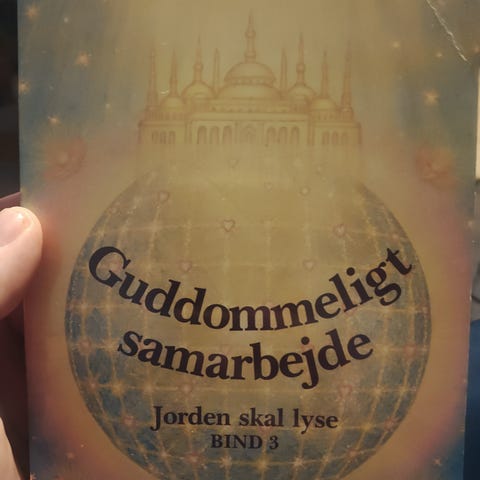 Guddommeligt
samarbejde
Jorden skal lyse
BIND 3